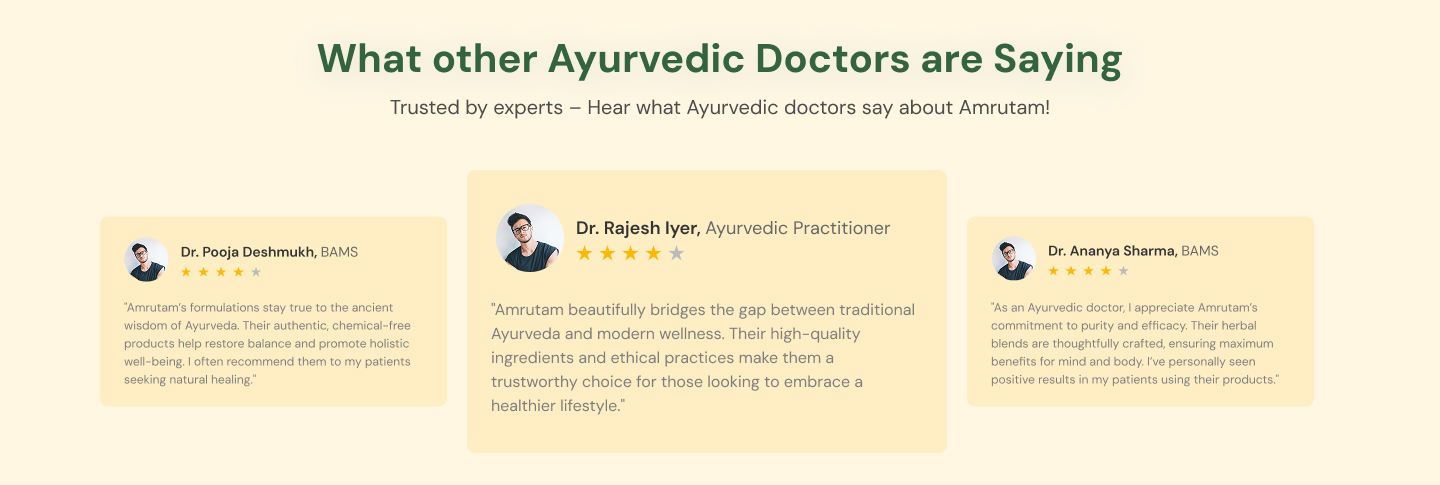 What other Ayurvedic Doctors are Saying
Trusted by experts – Hear what Ayurvedic doctors say about Amrutam!
Dr. Pooja Deshmukh, BAMS
"Amrutam's formulations stay true to the ancient
wisdom of Ayurveda. Their authentic, chemical-free
products help restore balance and promote holistic
well-being. I often recommend them to my patients
seeking natural healing."
Dr. Rajesh Iyer, Ayurvedic Practitioner
"Amrutam beautifully bridges the gap between traditional
Ayurveda and modern wellness. Their high-quality
ingredients and ethical practices make them a
trustworthy choice for those looking to embrace a
healthier lifestyle."
Dr. Ananya Sharma, BAMS
"As an Ayurvedic doctor, I appreciate Amrutam's
commitment to purity and efficacy. Their herbal
blends are thoughtfully crafted, ensuring maximum
benefits for mind and body. I've personally seen
positive results in my patients using their products."